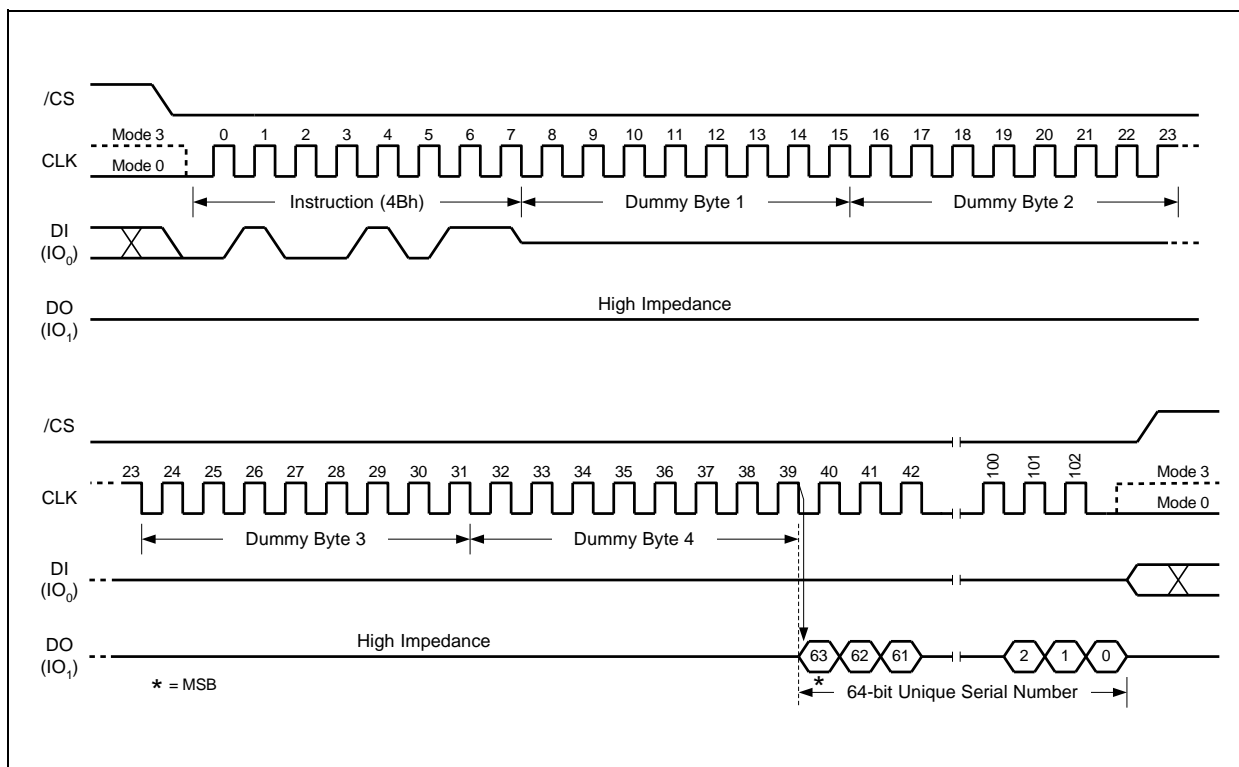 /CS
Mode 3 0 1 2 3 4 5 6 7 8 9 10 11 12 13 14 15 16 17 18 19 20 21 22 23
CLK
Mode 0
Instruction (4Bh) Dummy Byte 1 Dummy Byte 2
DI
(IO0)
High Impedance
DO
(IO1)
/CS
23 24 25 26 27 28 29 30 31 32 33 34 35 36 37 38 39 40 41 42 100 101 102 Mode 3
CLK
Mode 0
Dummy Byte 3 Dummy Byte 4
DI
(IO0)
High Impedance
DO
(IO1)
63 62 61 2 1 0
* = MSB
*
64-bit Unique Serial Number